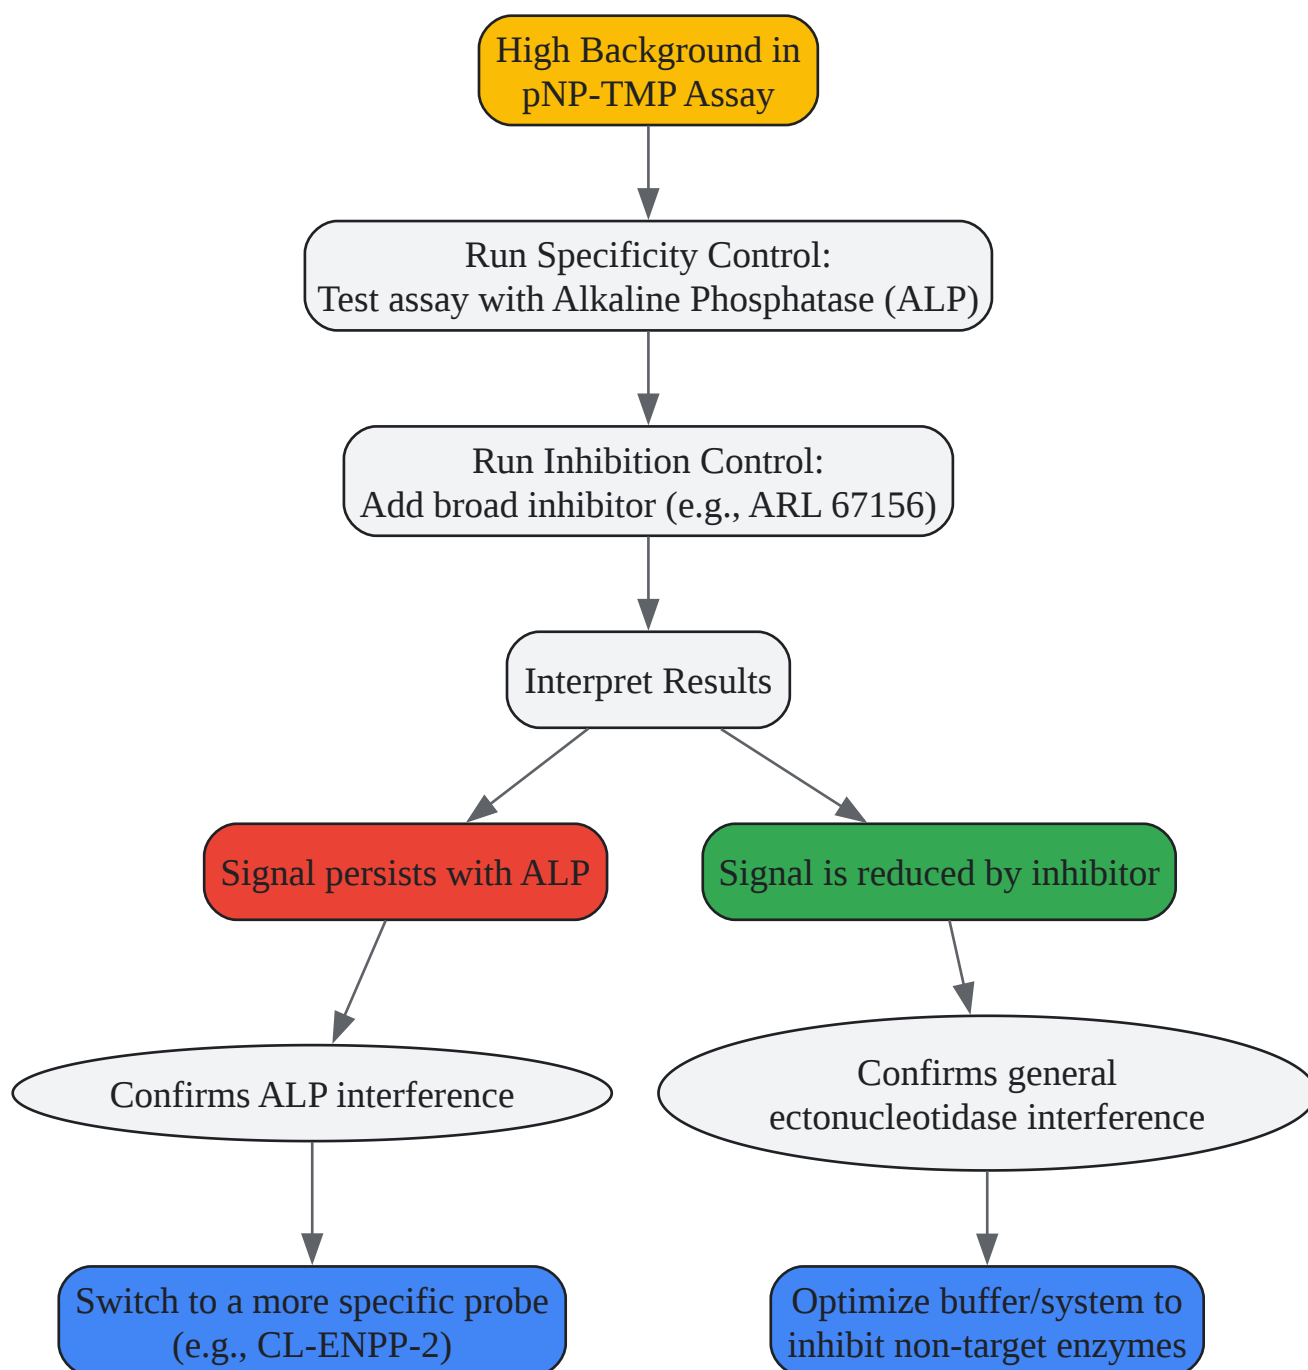 High Background in
pNP-TMP Assay
Run Specificity Control:
Test assay with Alkaline Phosphatase (ALP)
Run Inhibition Control:
Add broad inhibitor (e.g., ARL 67156)
Interpret Results
Signal persists with ALP
Signal is reduced by inhibitor
Confirms ALP interference
Confirms general
ectonucleotidase interference
Switch to a more specific probe
(e.g., CL-ENPP-2)
Optimize buffer/system to
inhibit non-target enzymes